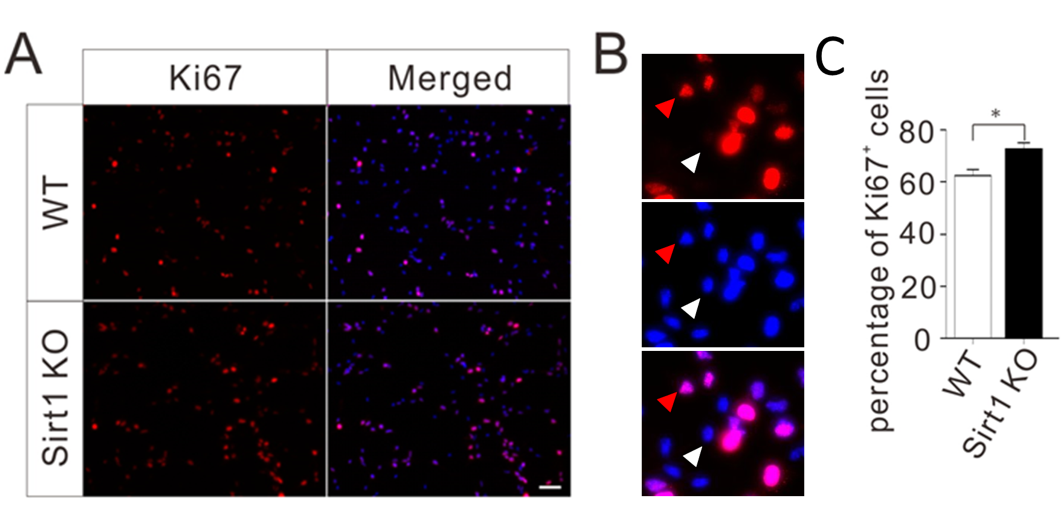 A
Ki67
Merged
WT
Sirt1 KO
B
C
percentage of Ki67⁺ cells
80
60
40
20
0
*
WT
Sirt1 KO